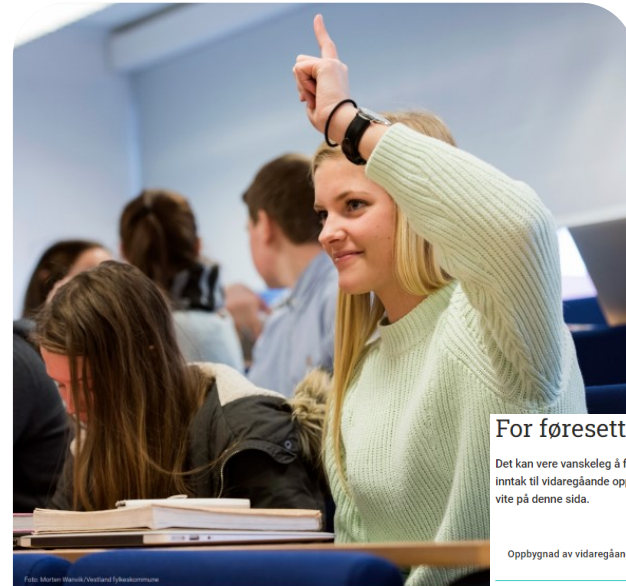 For føresett
Det kan vere vanskeleg å f
inntak til vidaregåande opp
vite på denne sida.
Oppbygnad av vidaregåan
Foto: Morten Wanvik/Vestland fylkeskommune